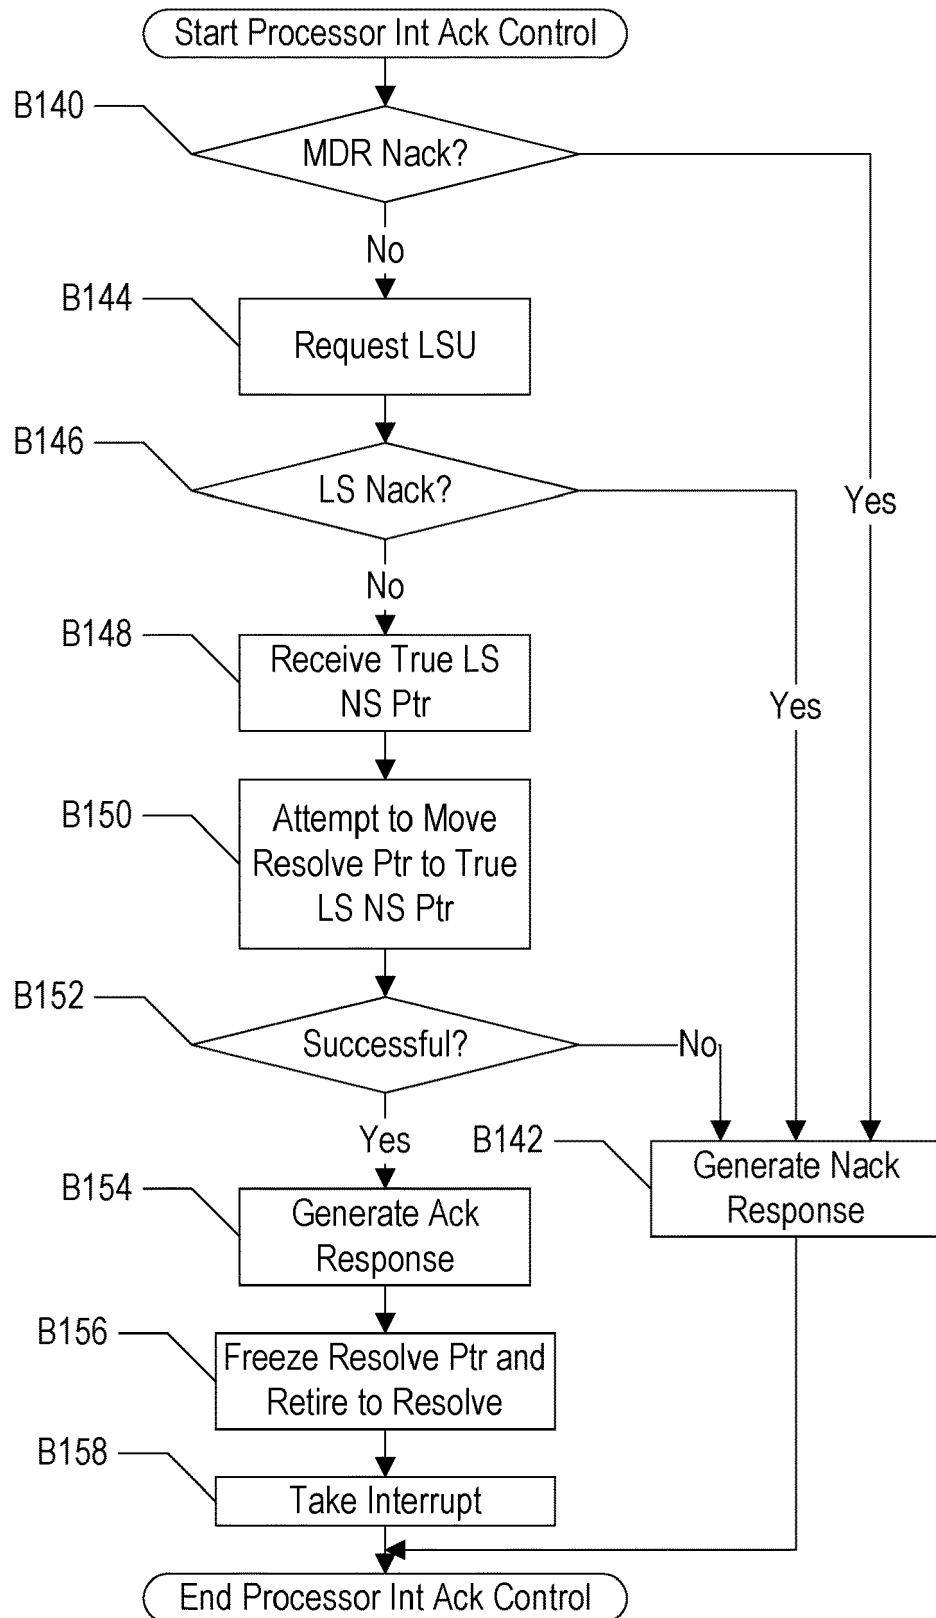 Start Processor Int Ack Control
B140
MDR Nack?
No
B144
Request LSU
B146
LS Nack?
Yes
No
B148
Receive True LS
NS Ptr
Yes
B150
Attempt to Move
Resolve Ptr to True
LS NS Ptr
B152
Successful?
No
Yes
B142
Generate Nack
Response
B154
Generate Ack
Response
B156
Freeze Resolve Ptr and
Retire to Resolve
B158
Take Interrupt
End Processor Int Ack Control